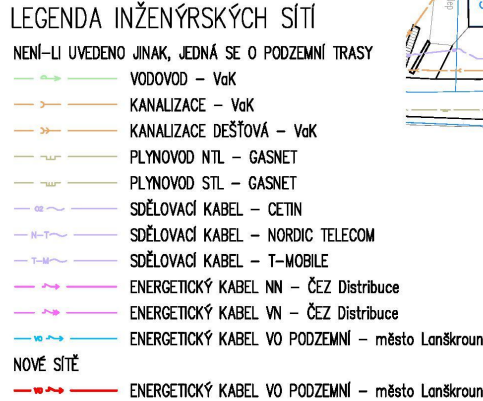 LEGENDA INŽENÝRSKÝCH SÍTÍ
NENÍ-LI UVEDENO JINAK, JEDNÁ SE O PODZEMNÍ TRASY
VODOVOD – VaK
KANALIZACE – VaK
KANALIZACE DEŠŤOVÁ – VaK
PLYNOVOD NTL – GASNET
PLYNOVOD STL – GASNET
SDĚLOVACÍ KABEL – CETIN
N-T SDĚLOVACÍ KABEL – NORDIC TELECOM
T-M SDĚLOVACÍ KABEL – T-MOBILE
ENERGETICKÝ KABEL NN – ČEZ Distribuce
ENERGETICKÝ KABEL VN – ČEZ Distribuce
VO ENERGETICKÝ KABEL VO PODZEMNÍ – město Lanškroun
NOVÉ SÍTĚ
VO ENERGETICKÝ KABEL VO PODZEMNÍ – město Lanškroun